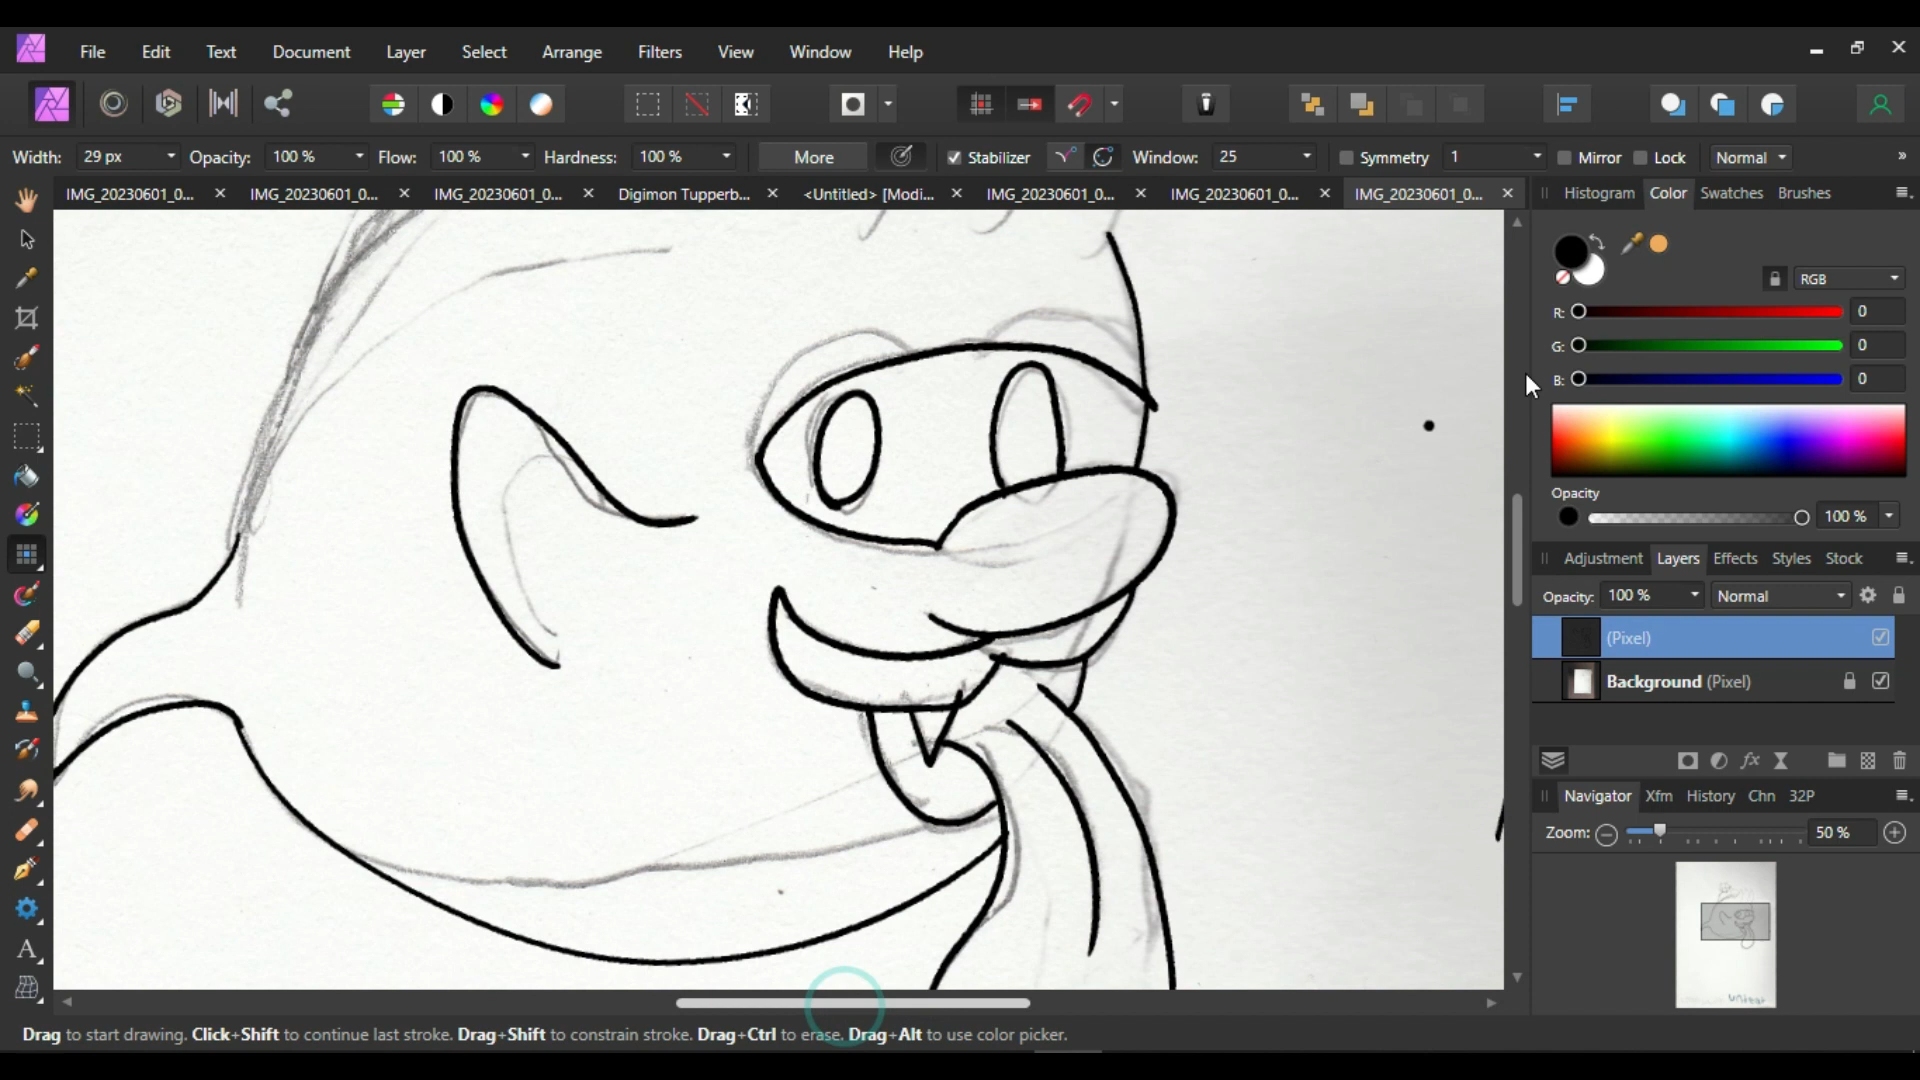 File Edit Text Document Layer Select Arrange Filters View Window Help
Width: 29 px Opacity: 100 % Flow: 100 % Hardness: 100 % More Stabilizer Window: 25 Symmetry 1 Mirror Lock Normal »
IMG_20230601_0... IMG_20230601_0... IMG_20230601_0... Digimon Tupperb... <Untitled> [Modi... IMG_20230601_0... IMG_20230601_0... IMG_20230601_0...
Histogram Color Swatches Brushes
RGB
R: 0
G: 0
B: 0
Opacity
100 %
Adjustment Layers Effects Styles Stock
Opacity: 100 % Normal
(Pixel)
Background (Pixel)
fx
Navigator Xfm History Chn 32P
Zoom: 50 %
A
Drag to start drawing. Click+Shift to continue last stroke. Drag+Shift to constrain stroke. Drag+Ctrl to erase. Drag+Alt to use color picker.